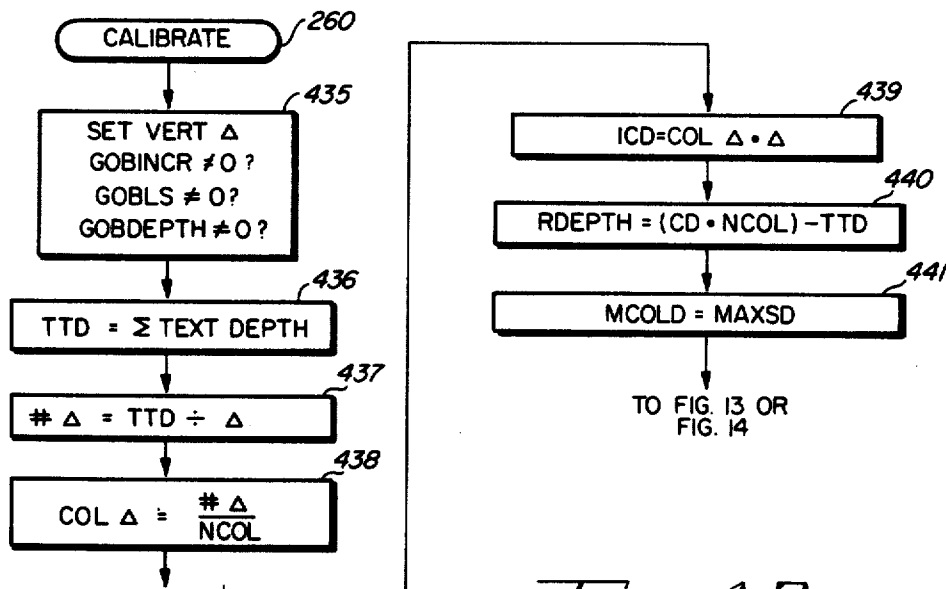 CALIBRATE
260
435
SET VERT Δ
GOBINCR ≠ 0 ?
GOBLS ≠ 0?
GOBDEPTH ≠ 0?
436
TTD = Σ TEXT DEPTH
437
# Δ = TTD ÷ Δ
438
COL Δ = # Δ
NCOL
439
ICD=COL Δ • Δ
440
RDEPTH = (CD • NCOL) – TTD
441
MCOLD = MAXSD
TO FIG. 13 OR
FIG. 14